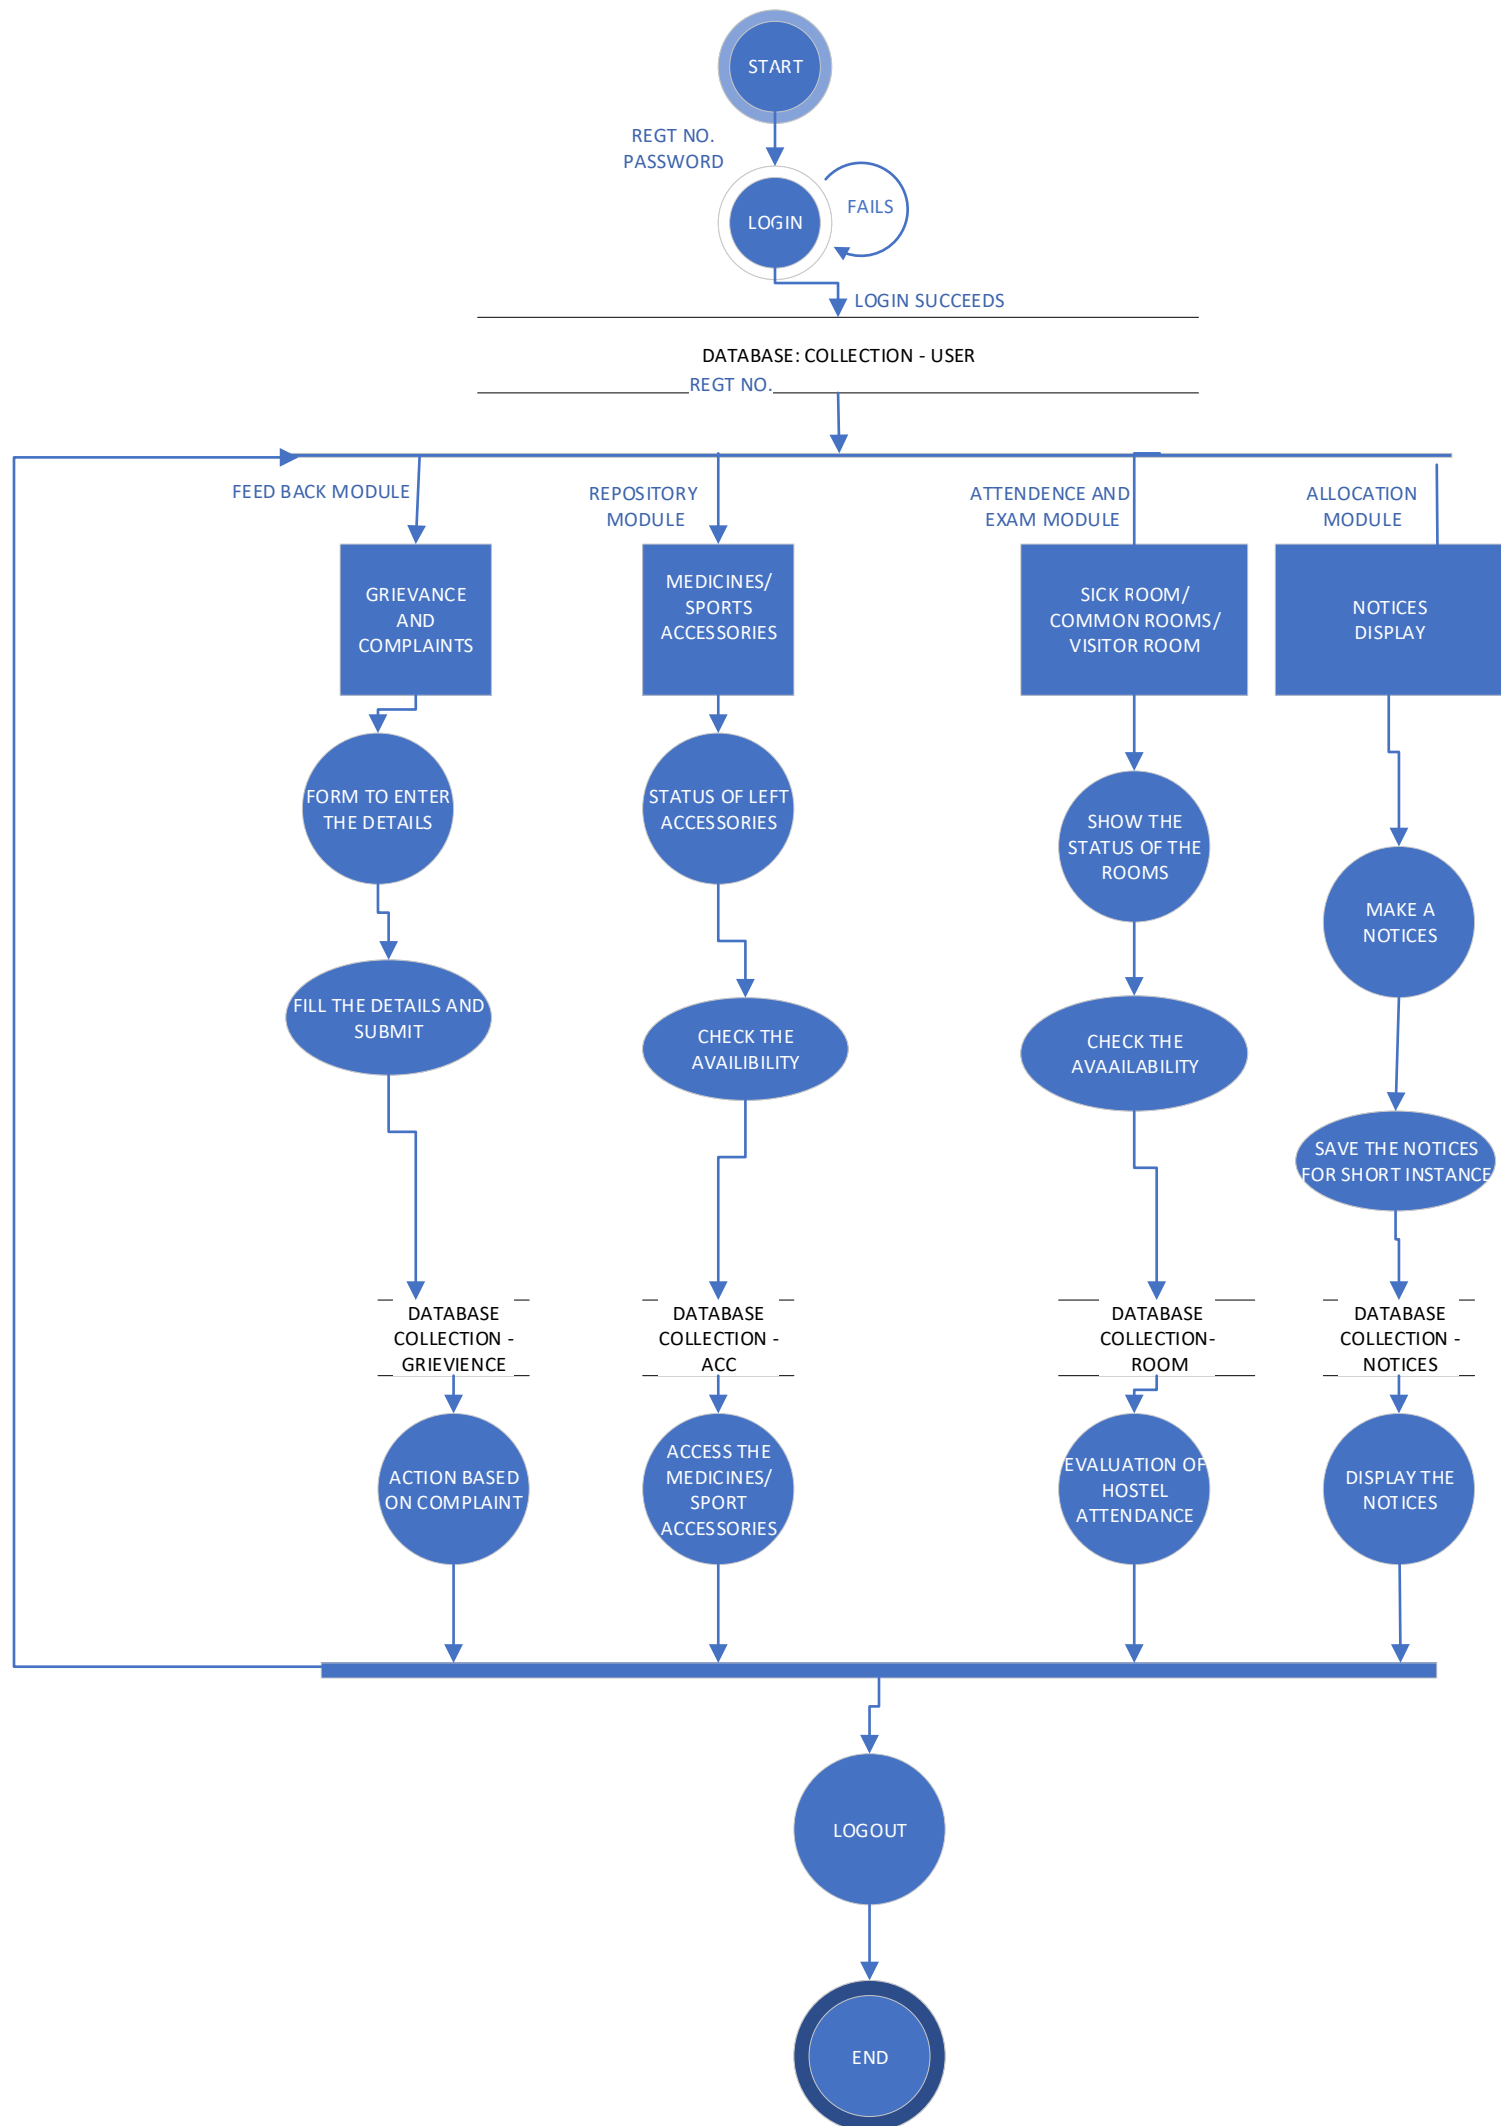 START
REGT NO.
PASSWORD
LOGIN
FAILS
LOGIN SUCCEEDS
DATABASE: COLLECTION - USER
REGT NO.
FEED BACK MODULE
REPOSITORY
MODULE
ATTENDENCE AND
EXAM MODULE
ALLOCATION
MODULE
GRIEVANCE
AND
COMPLAINTS
MEDICINES/
SPORTS
ACCESSORIES
SICK ROOM/
COMMON ROOMS/
VISITOR ROOM
NOTICES
DISPLAY
FORM TO ENTER
THE DETAILS
STATUS OF LEFT
ACCESSORIES
SHOW THE
STATUS OF THE
ROOMS
MAKE A
NOTICES
FILL THE DETAILS AND
SUBMIT
CHECK THE
AVAILIBILITY
CHECK THE
AVAAILABILITY
SAVE THE NOTICES
FOR SHORT INSTANCE
DATABASE
COLLECTION -
GRIEVIENCE
DATABASE
COLLECTION -
ACC
DATABASE
COLLECTION-
ROOM
DATABASE
COLLECTION -
NOTICES
ACTION BASED
ON COMPLAINT
ACCESS THE
MEDICINES/
SPORT
ACCESSORIES
EVALUATION OF
HOSTEL
ATTENDANCE
DISPLAY THE
NOTICES
LOGOUT
END